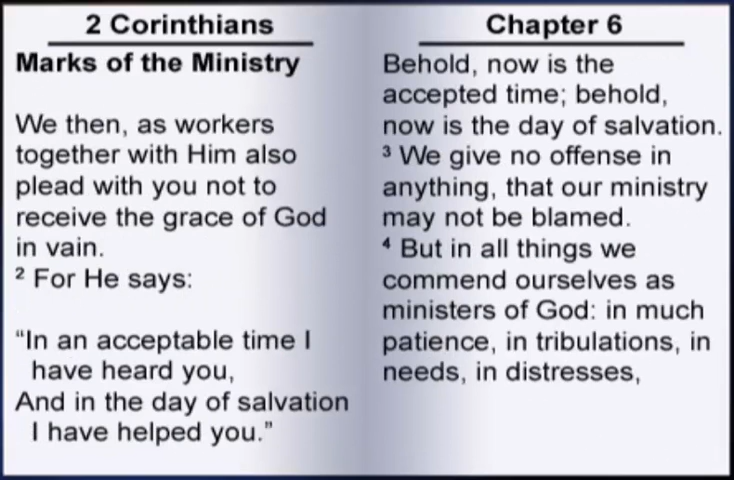 2 Corinthians
Marks of the Ministry
We then, as workers
together with Him also
plead with you not to
receive the grace of God
in vain.
² For He says:
“In an acceptable time I
have heard you,
And in the day of salvation
I have helped you.”
Chapter 6
Behold, now is the
accepted time; behold,
now is the day of salvation.
³ We give no offense in
anything, that our ministry
may not be blamed.
⁴ But in all things we
commend ourselves as
ministers of God: in much
patience, in tribulations, in
needs, in distresses,